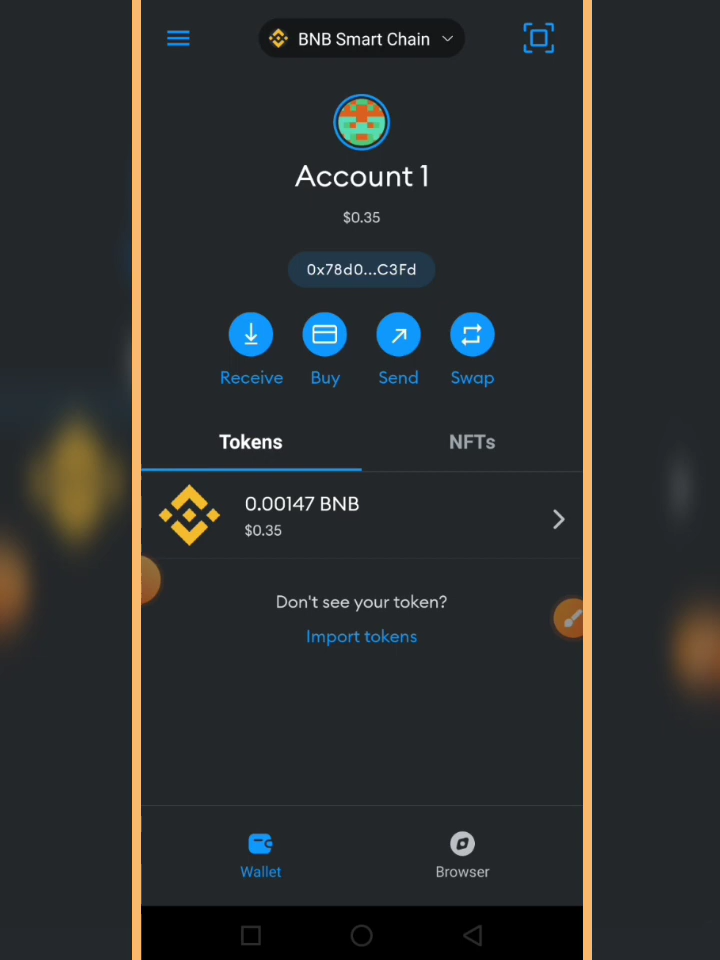 BNB Smart Chain
Account 1
$0.35
0x78d0...C3Fd
Receive Buy Send Swap
Tokens NFTs
0.00147 BNB
$0.35
Don't see your token?
Import tokens
Wallet Browser